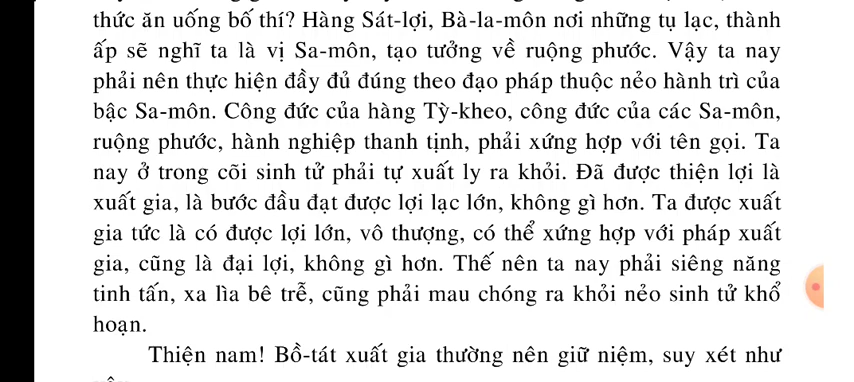 thức ăn uống bố thí? Hàng Sát-lợi, Bà-la-môn nơi những tụ lạc, thành
ấp sẽ nghĩ ta là vị Sa-môn, tạo tưởng về ruộng phước. Vậy ta nay
phải nên thực hiện đầy đủ đúng theo đạo pháp thuộc nẻo hành trì của
bậc Sa-môn. Công đức của hàng Tỳ-kheo, công đức của các Sa-môn,
ruộng phước, hành nghiệp thanh tịnh, phải xứng hợp với tên gọi. Ta
nay ở trong cõi sinh tử phải tự xuất ly ra khỏi. Đã được thiện lợi là
xuất gia, là bước đầu đạt được lợi lạc lớn, không gì hơn. Ta được xuất
gia tức là có được lợi lớn, vô thượng, có thể xứng hợp với pháp xuất
gia, cũng là đại lợi, không gì hơn. Thế nên ta nay phải siêng năng
tinh tấn, xa lìa bê trễ, cũng phải mau chóng ra khỏi nẻo sinh tử khổ
hoạn.
Thiện nam! Bồ-tát xuất gia thường nên giữ niệm, suy xét như